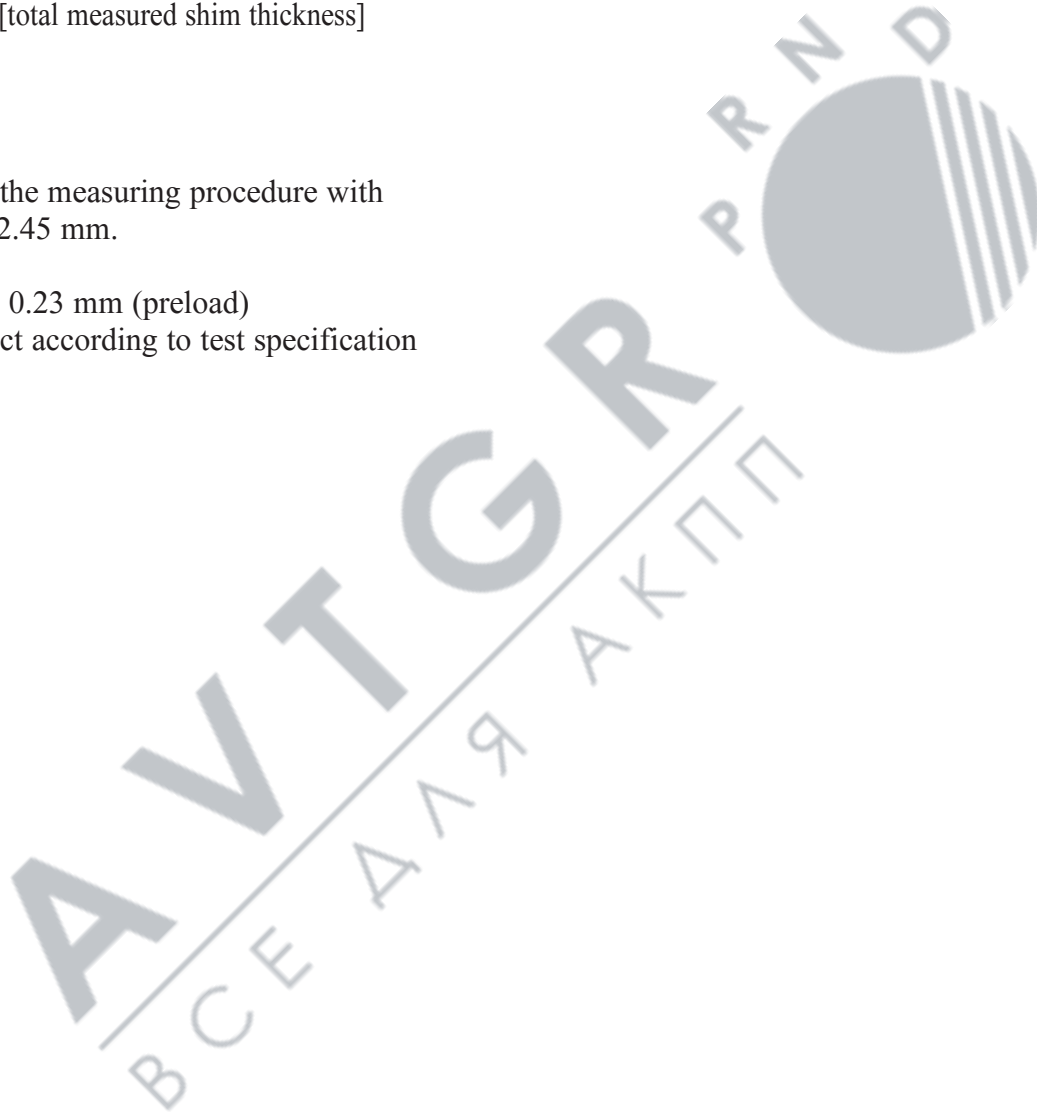 [total measured shim thickness]
the measuring procedure with
2.45 mm.
0.23 mm (preload)
ct according to test specification
P R N D
AVTGR
ВСЕ ДЛЯ АКПП